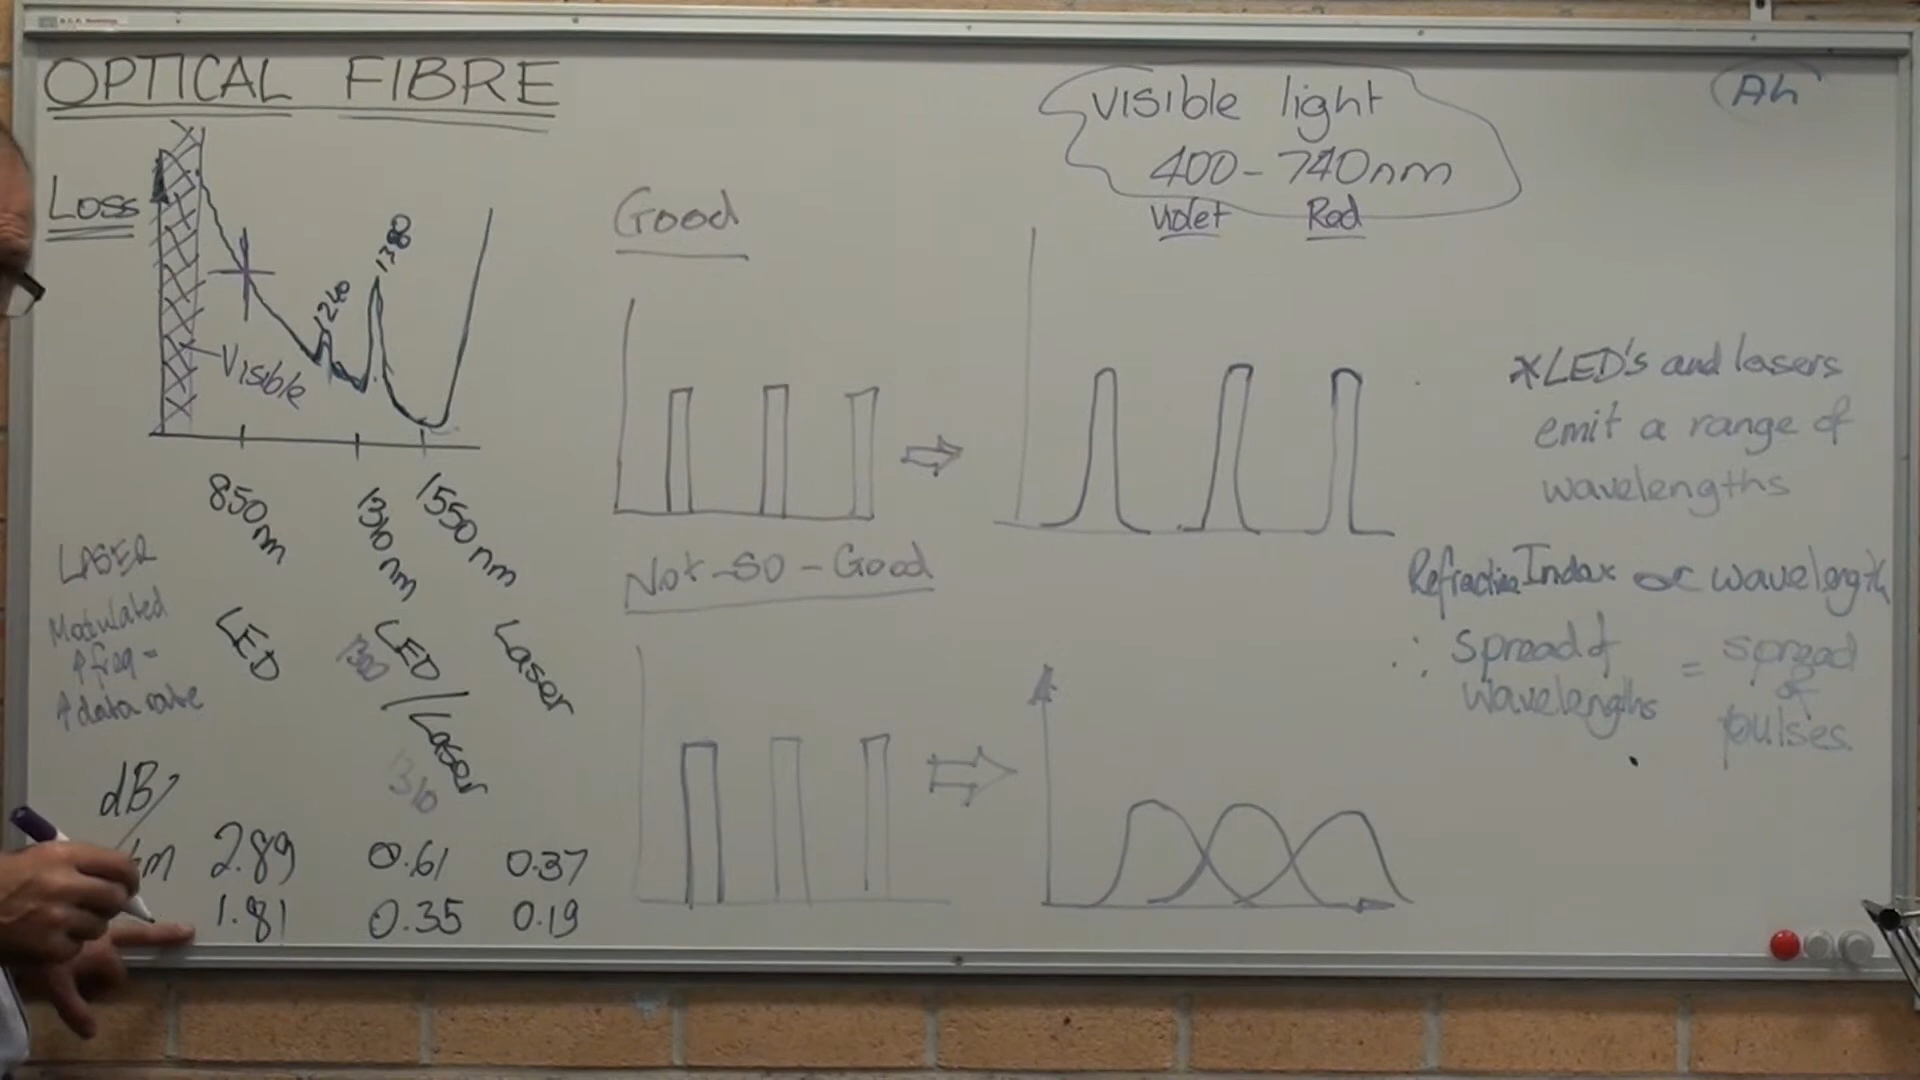 OPTICAL FIBRE
Loss
1240
1380
Visible
850nm
1310nm
1550nm
LASER
Modulated
↑freq =
↑data rate
LED
1300
LED
/Laser
1310
Laser
dB/
km
2.89 0.61 0.37
1.81 0.35 0.19
Good
Not-so-Good
Visible light
400-740nm
Violet Red
Ah
*LED's and lasers
emit a range of
wavelengths
Refractive Index ∝ wavelength
∴ Spread of
wavelengths
= spread
of
pulses.